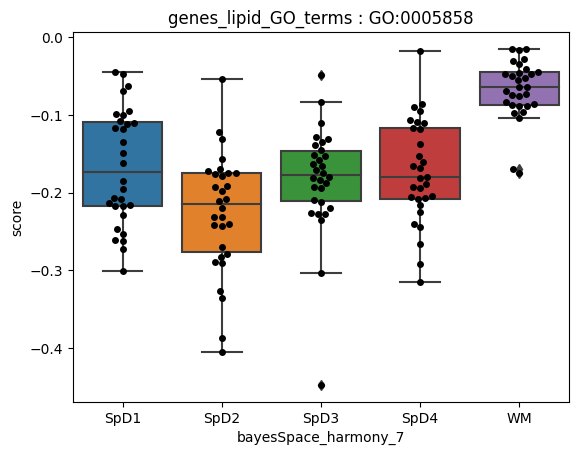 genes_lipid_GO_terms : GO:0005858
0.0
−0.1
−0.2
−0.3
−0.4
score
SpD1 SpD2 SpD3 SpD4 WM
bayesSpace_harmony_7